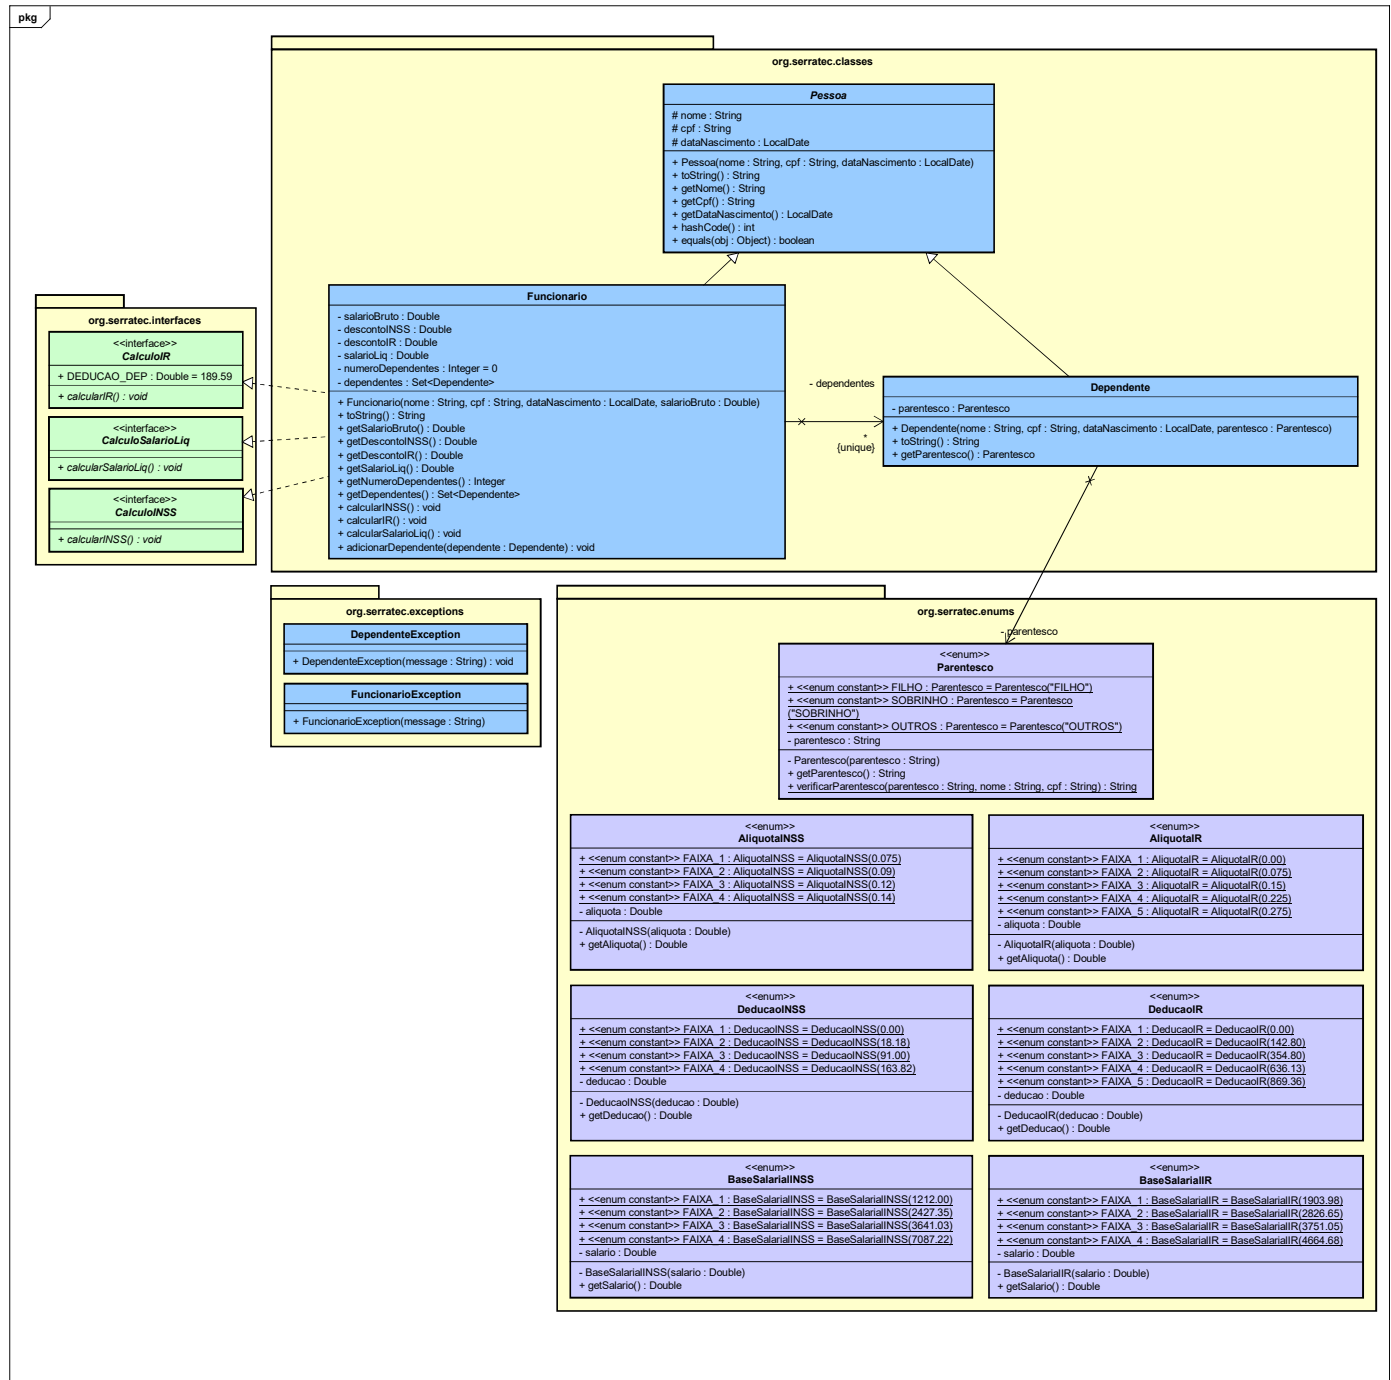 pkg
org.serratec.classes
Pessoa
# nome : String
# cpf : String
# dataNascimento : LocalDate
+ Pessoa(nome : String, cpf : String, dataNascimento : LocalDate)
+ toString() : String
+ getNome() : String
+ getCpf() : String
+ getDataNascimento() : LocalDate
+ hashCode() : int
+ equals(obj : Object) : boolean
Funcionario
- salarioBruto : Double
- descontoINSS : Double
- descontoIR : Double
- salarioLiq : Double
- numeroDependentes : Integer = 0
- dependentes : Set<Dependente>
+ Funcionario(nome : String, cpf : String, dataNascimento : LocalDate, salarioBruto : Double)
+ toString() : String
+ getSalarioBruto() : Double
+ getDescontoINSS() : Double
+ getDescontoIR() : Double
+ getSalarioLiq() : Double
+ getNumeroDependentes() : Integer
+ getDependentes() : Set<Dependente>
+ calcularINSS() : void
+ calcularIR() : void
+ calcularSalarioLiq() : void
+ adicionarDependente(dependente : Dependente) : void
- dependentes
*
{unique}
Dependente
- parentesco : Parentesco
+ Dependente(nome : String, cpf : String, dataNascimento : LocalDate, parentesco : Parentesco)
+ toString() : String
+ getParentesco() : Parentesco
org.serratec.interfaces
<<interface>>
CalculoIR
+ DEDUCAO_DEP : Double = 189.59
+ calcularIR() : void
<<interface>>
CalculoSalarioLiq
+ calcularSalarioLiq() : void
<<interface>>
CalculoINSS
+ calcularINSS() : void
org.serratec.exceptions
DependenteException
+ DependenteException(message : String) : void
FuncionarioException
+ FuncionarioException(message : String)
org.serratec.enums
- parentesco
<<enum>>
Parentesco
+ <<enum constant>> FILHO : Parentesco = Parentesco("FILHO")
+ <<enum constant>> SOBRINHO : Parentesco = Parentesco
("SOBRINHO")
+ <<enum constant>> OUTROS : Parentesco = Parentesco("OUTROS")
- parentesco : String
- Parentesco(parentesco : String)
+ getParentesco() : String
+ verificarParentesco(parentesco : String, nome : String, cpf : String) : String
<<enum>>
AliquotaINSS
+ <<enum constant>> FAIXA_1 : AliquotaINSS = AliquotaINSS(0.075)
+ <<enum constant>> FAIXA_2 : AliquotaINSS = AliquotaINSS(0.09)
+ <<enum constant>> FAIXA_3 : AliquotaINSS = AliquotaINSS(0.12)
+ <<enum constant>> FAIXA_4 : AliquotaINSS = AliquotaINSS(0.14)
- aliquota : Double
- AliquotaINSS(aliquota : Double)
+ getAliquota() : Double
<<enum>>
AliquotaIR
+ <<enum constant>> FAIXA_1 : AliquotaIR = AliquotaIR(0.00)
+ <<enum constant>> FAIXA_2 : AliquotaIR = AliquotaIR(0.075)
+ <<enum constant>> FAIXA_3 : AliquotaIR = AliquotaIR(0.15)
+ <<enum constant>> FAIXA_4 : AliquotaIR = AliquotaIR(0.225)
+ <<enum constant>> FAIXA_5 : AliquotaIR = AliquotaIR(0.275)
- aliquota : Double
- AliquotaIR(aliquota : Double)
+ getAliquota() : Double
<<enum>>
DeducaoINSS
+ <<enum constant>> FAIXA_1 : DeducaoINSS = DeducaoINSS(0.00)
+ <<enum constant>> FAIXA_2 : DeducaoINSS = DeducaoINSS(18.18)
+ <<enum constant>> FAIXA_3 : DeducaoINSS = DeducaoINSS(91.00)
+ <<enum constant>> FAIXA_4 : DeducaoINSS = DeducaoINSS(163.82)
- deducao : Double
- DeducaoINSS(deducao : Double)
+ getDeducao() : Double
<<enum>>
DeducaoIR
+ <<enum constant>> FAIXA_1 : DeducaoIR = DeducaoIR(0.00)
+ <<enum constant>> FAIXA_2 : DeducaoIR = DeducaoIR(142.80)
+ <<enum constant>> FAIXA_3 : DeducaoIR = DeducaoIR(354.80)
+ <<enum constant>> FAIXA_4 : DeducaoIR = DeducaoIR(636.13)
+ <<enum constant>> FAIXA_5 : DeducaoIR = DeducaoIR(869.36)
- deducao : Double
- DeducaoIR(deducao : Double)
+ getDeducao() : Double
<<enum>>
BaseSalarialINSS
+ <<enum constant>> FAIXA_1 : BaseSalarialINSS = BaseSalarialINSS(1212.00)
+ <<enum constant>> FAIXA_2 : BaseSalarialINSS = BaseSalarialINSS(2427.35)
+ <<enum constant>> FAIXA_3 : BaseSalarialINSS = BaseSalarialINSS(3641.03)
+ <<enum constant>> FAIXA_4 : BaseSalarialINSS = BaseSalarialINSS(7087.22)
- salario : Double
- BaseSalarialINSS(salario : Double)
+ getSalario() : Double
<<enum>>
BaseSalarialIR
+ <<enum constant>> FAIXA_1 : BaseSalarialIR = BaseSalarialIR(1903.98)
+ <<enum constant>> FAIXA_2 : BaseSalarialIR = BaseSalarialIR(2826.65)
+ <<enum constant>> FAIXA_3 : BaseSalarialIR = BaseSalarialIR(3751.05)
+ <<enum constant>> FAIXA_4 : BaseSalarialIR = BaseSalarialIR(4664.68)
- salario : Double
- BaseSalarialIR(salario : Double)
+ getSalario() : Double